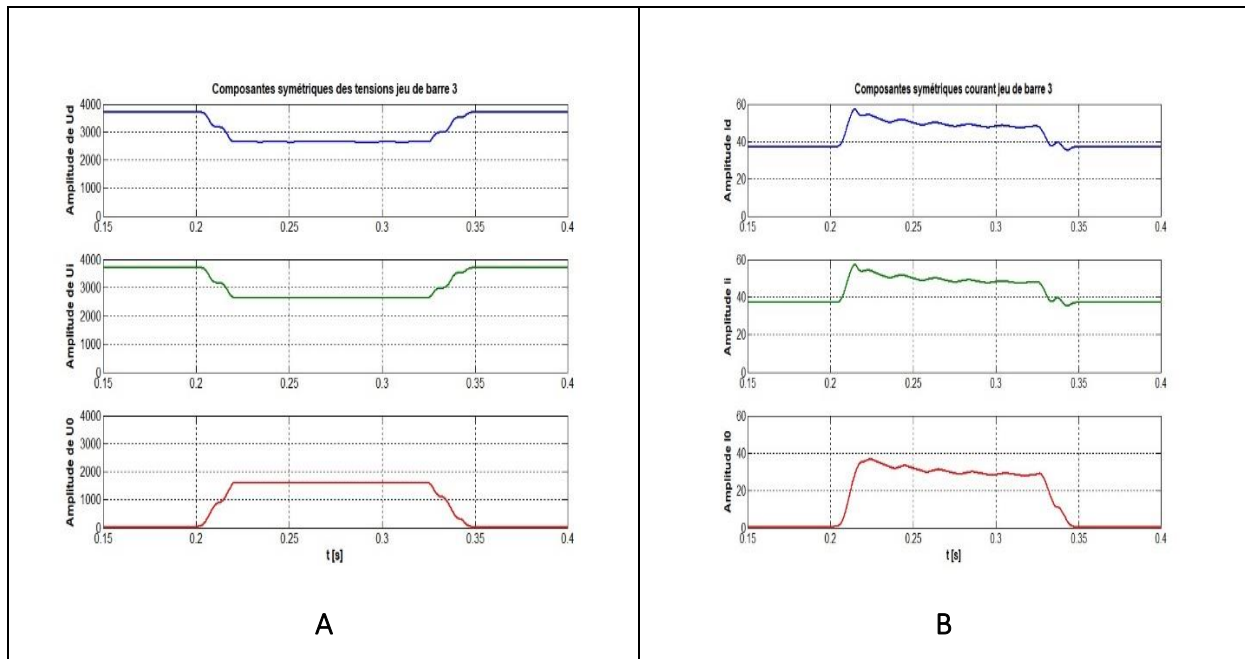 Composantes symétriques des tensions jeu de barre 3
Amplitude de Ud
4000
3000
2000
1000
0
0.15 0.2 0.25 0.3 0.35 0.4
Amplitude de Ui
4000
3000
2000
1000
0
0.15 0.2 0.25 0.3 0.35 0.4
Amplitude de U0
4000
3000
2000
1000
0
0.15 0.2 0.25 0.3 0.35 0.4
t [s]
A
Composantes symétriques courant jeu de barre 3
Amplitude Id
60
40
20
0
0.15 0.2 0.25 0.3 0.35 0.4
Amplitude Ii
60
40
20
0
0.15 0.2 0.25 0.3 0.35 0.4
Amplitude I0
60
40
20
0
0.15 0.2 0.25 0.3 0.35 0.4
t [s]
B